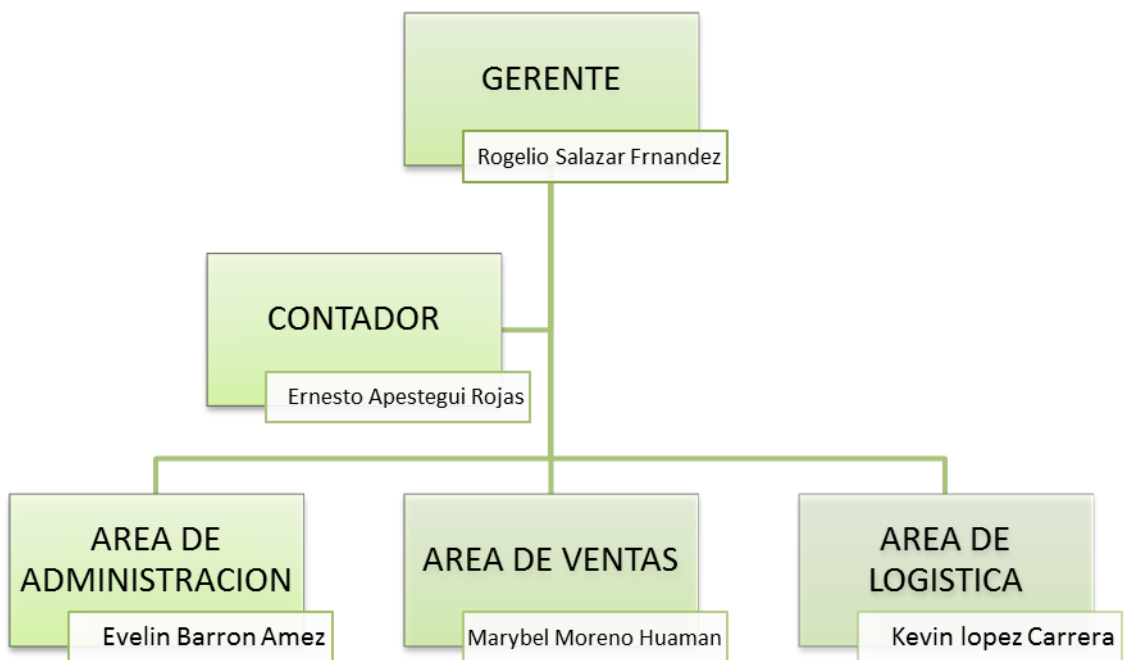 GERENTE
Rogelio Salazar Frnandez
CONTADOR
Ernesto Apestegui Rojas
AREA DE
ADMINISTRACION
Evelin Barron Amez
AREA DE VENTAS
Marybel Moreno Huaman
AREA DE
LOGISTICA
Kevin lopez Carrera